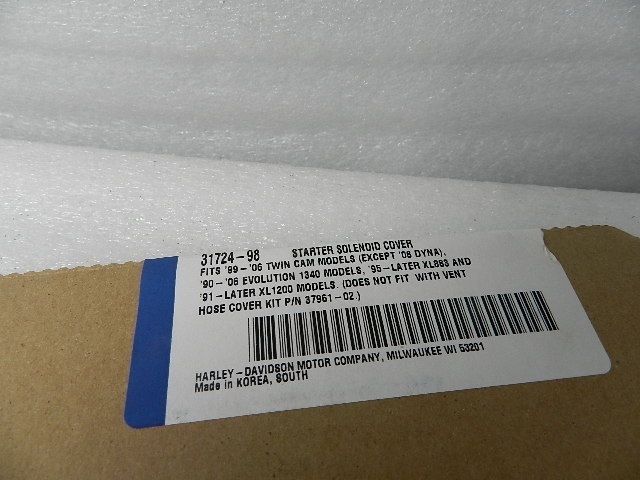 31724-98 STARTER SOLENOID COVER
FITS '99-'06 TWIN CAM MODELS (EXCEPT '06 DYNA),
'90-'06 EVOLUTION 1340 MODELS, '95-LATER XL883 AND
'91-LATER XL1200 MODELS. (DOES NOT FIT WITH VENT
HOSE COVER KIT P/N 37961-02.)
HARLEY-DAVIDSON MOTOR COMPANY, MILWAUKEE WI 53201
Made in KOREA, SOUTH